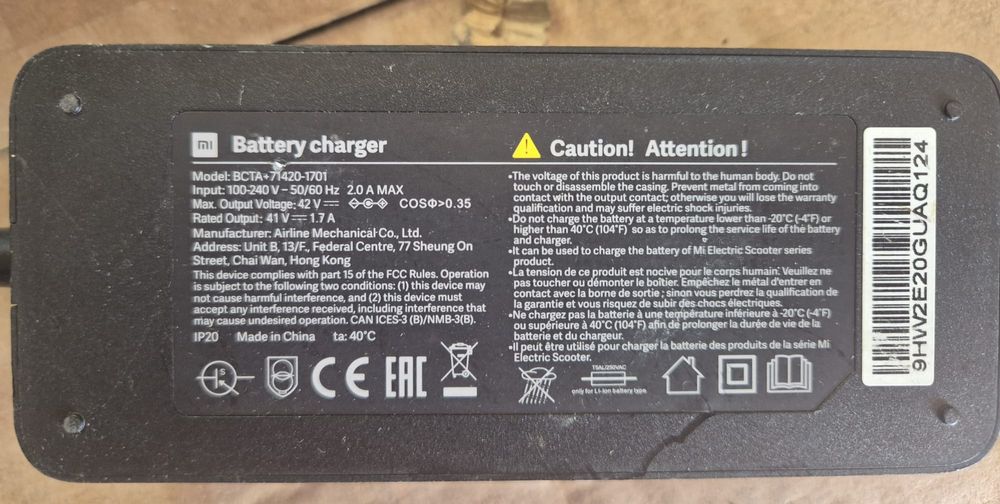 mi Battery charger
Model: BCTA+71420-1701
Input: 100-240 V ~ 50/60 Hz 2.0 A MAX
Max. Output Voltage: 42 V⎓ COSΦ>0.35
Rated Output: 41 V⎓1.7 A
Manufacturer: Airline Mechanical Co., Ltd.
Address: Unit B, 13/F., Federal Centre, 77 Sheung On
Street, Chai Wan, Hong Kong
This device complies with part 15 of the FCC Rules. Operation
is subject to the following two conditions: (1) this device may
not cause harmful interference, and (2) this device must
accept any interference received, including interference that
may cause undesired operation. CAN ICES-3 (B)/NMB-3(B).
IP20 Made in China ta: 40°C
S
CE EAC
Caution! Attention!
•The voltage of this product is harmful to the human body. Do not
touch or disassemble the casing. Prevent metal from coming into
contact with the output contact; otherwise you will lose the warranty
qualification and may suffer electric shock injuries.
•Do not charge the battery at a temperature lower than -20°C (-4°F) or
higher than 40°C (104°F) so as to prolong the service life of the battery
and charger.
•It can be used to charge the battery of Mi Electric Scooter series
product.
•La tension de ce produit est nocive pour le corps humain. Veuillez ne
pas toucher ou démonter le boîtier. Empêchez le métal d'entrer en
contact avec la borne de sortie ; sinon vous perdrez la qualification de
la garantie et vous risquez de subir des chocs électriques.
•Ne chargez pas la batterie à une température inférieure à -20°C (-4°F)
ou supérieure à 40°C (104°F) afin de prolonger la durée de vie de la
batterie et du chargeur.
•Il peut être utilisé pour charger la batterie des produits de la série Mi
Electric Scooter.
T5AL/250VAC
only for Li-Ion battery type
9HW2E20GUAQ124